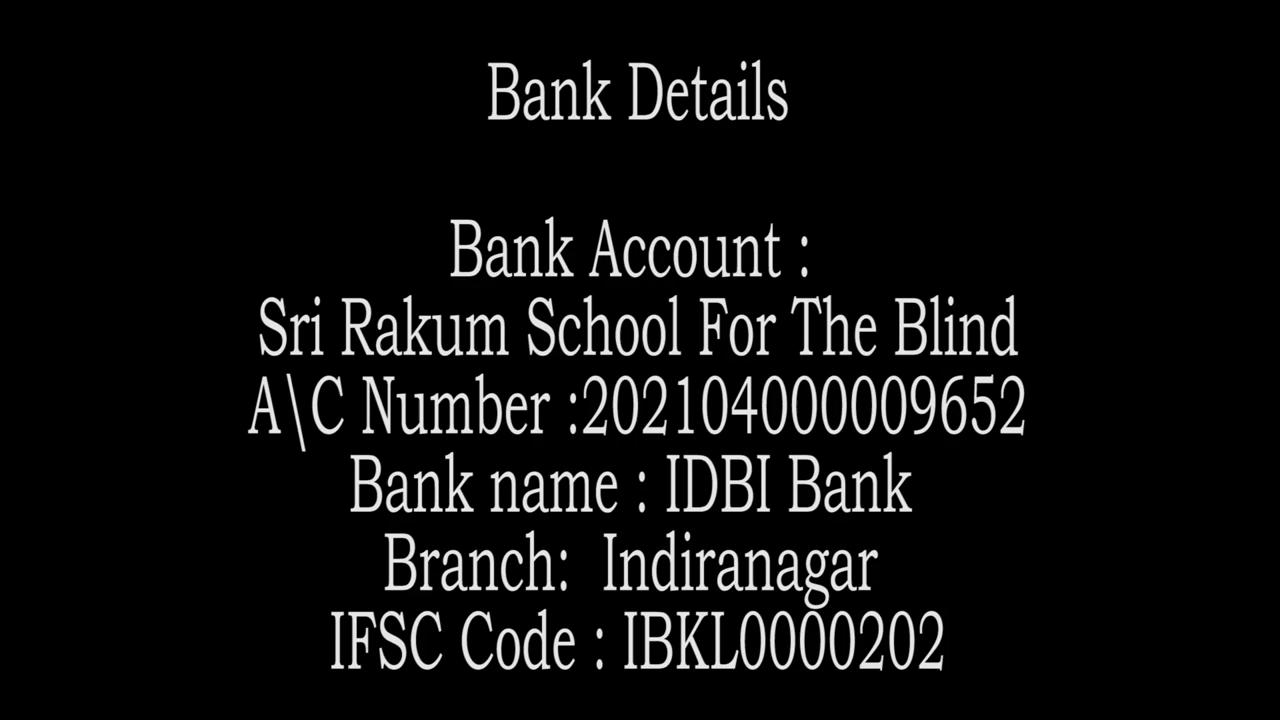 Bank Details
Bank Account :
Sri Rakum School For The Blind
A\C Number :202104000009652
Bank name : IDBI Bank
Branch: Indiranagar
IFSC Code : IBKL0000202